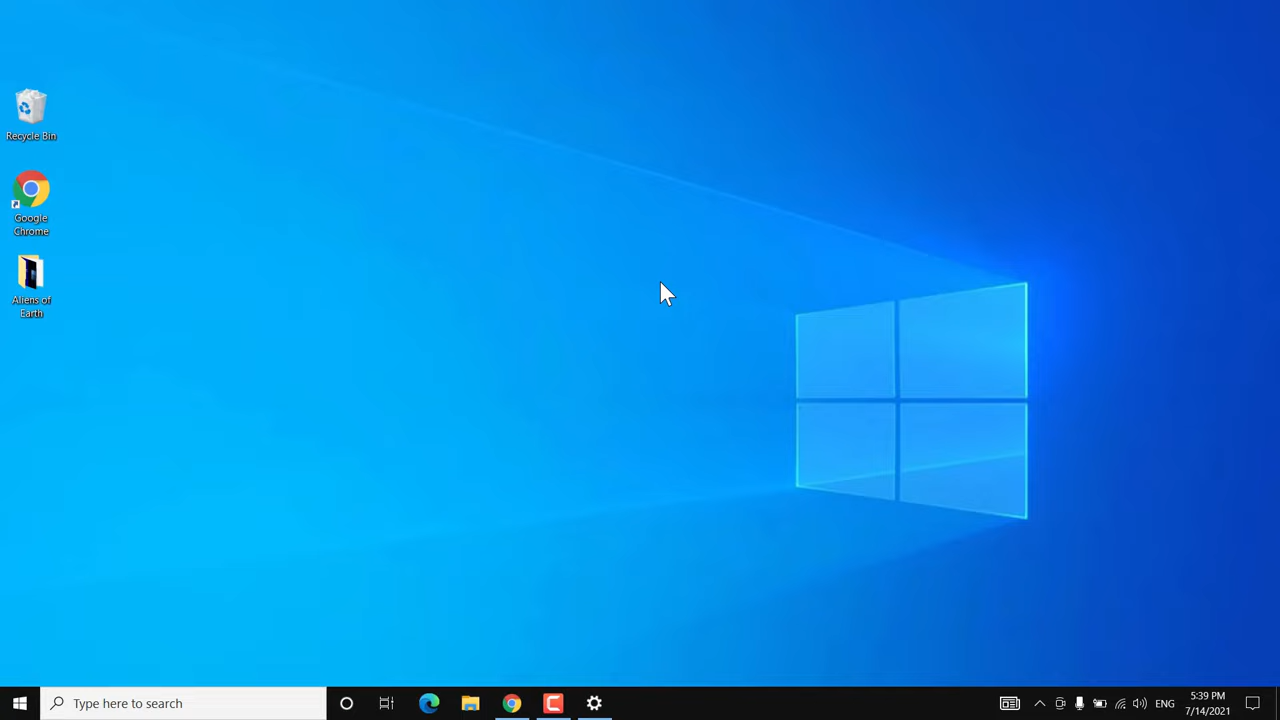 Recycle Bin
Google
Chrome
Aliens of
Earth
Type here to search
ENG
5:39 PM
7/14/2021